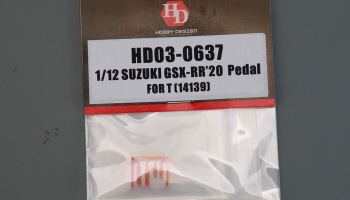 HD
HOBBY DESIGN
HD03-0637
1/12 SUZUKI GSX-RR'20 Pedal
FOR T (14139)